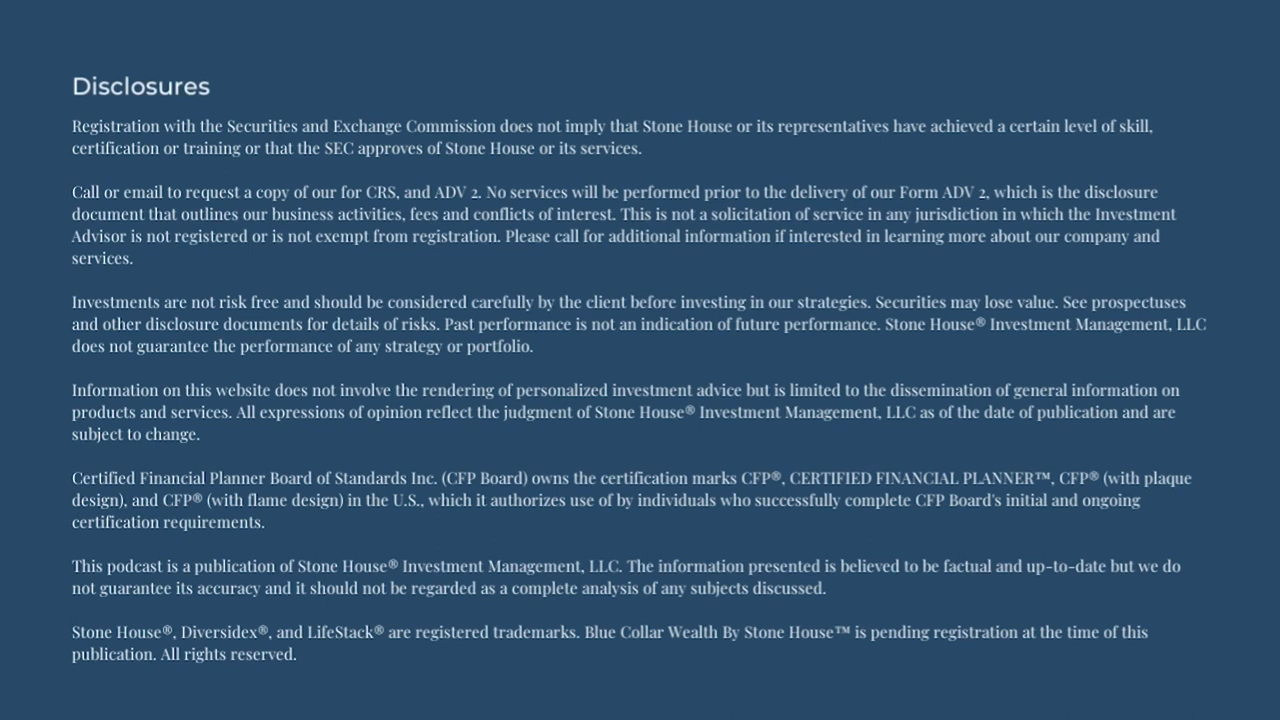 Disclosures
Registration with the Securities and Exchange Commission does not imply that Stone House or its representatives have achieved a certain level of skill,
certification or training or that the SEC approves of Stone House or its services.
Call or email to request a copy of our for CRS, and ADV 2. No services will be performed prior to the delivery of our Form ADV 2, which is the disclosure
document that outlines our business activities, fees and conflicts of interest. This is not a solicitation of service in any jurisdiction in which the Investment
Advisor is not registered or is not exempt from registration. Please call for additional information if interested in learning more about our company and
services.
Investments are not risk free and should be considered carefully by the client before investing in our strategies. Securities may lose value. See prospectuses
and other disclosure documents for details of risks. Past performance is not an indication of future performance. Stone House® Investment Management, LLC
does not guarantee the performance of any strategy or portfolio.
Information on this website does not involve the rendering of personalized investment advice but is limited to the dissemination of general information on
products and services. All expressions of opinion reflect the judgment of Stone House® Investment Management, LLC as of the date of publication and are
subject to change.
Certified Financial Planner Board of Standards Inc. (CFP Board) owns the certification marks CFP®, CERTIFIED FINANCIAL PLANNER™, CFP® (with plaque
design), and CFP® (with flame design) in the U.S., which it authorizes use of by individuals who successfully complete CFP Board's initial and ongoing
certification requirements.
This podcast is a publication of Stone House® Investment Management, LLC. The information presented is believed to be factual and up-to-date but we do
not guarantee its accuracy and it should not be regarded as a complete analysis of any subjects discussed.
Stone House®, Diversidex®, and LifeStack® are registered trademarks. Blue Collar Wealth By Stone House™ is pending registration at the time of this
publication. All rights reserved.